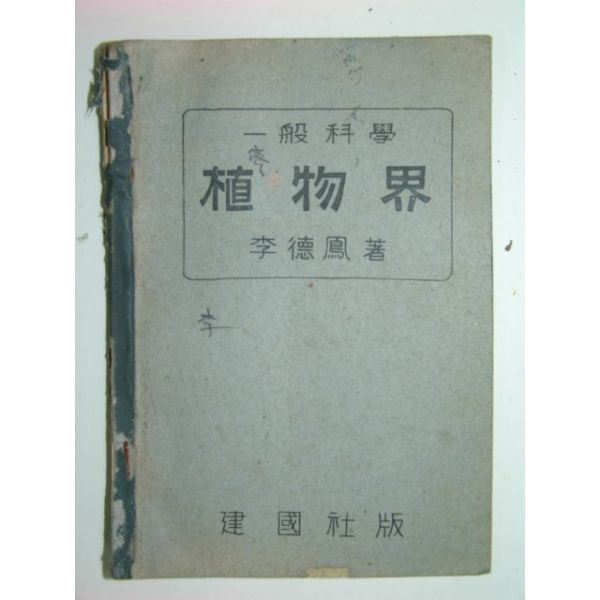 一般科學
植物界
李德鳳著
李
建國社版